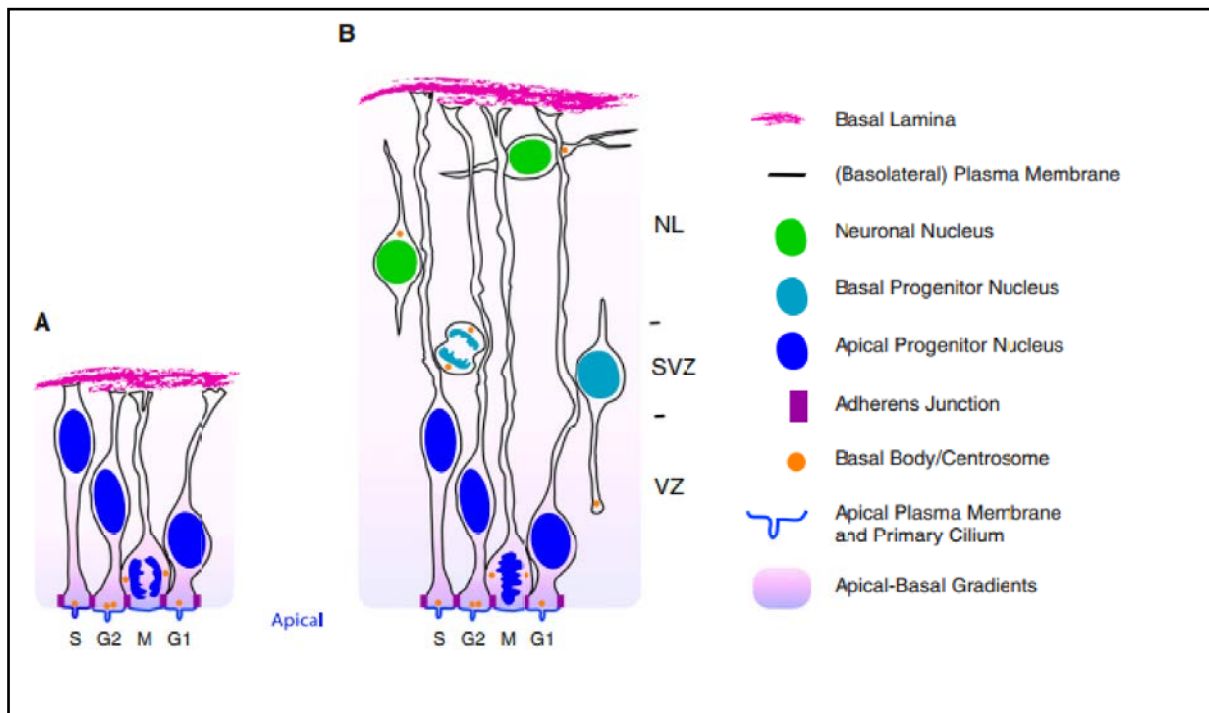 B
Basal Lamina
(Basolateral) Plasma Membrane
NL
Neuronal Nucleus
Basal Progenitor Nucleus
A
–
Apical Progenitor Nucleus
SVZ
Adherens Junction
–
Basal Body/Centrosome
VZ
Apical Plasma Membrane
and Primary Cilium
Apical-Basal Gradients
Apical
S G2 M G1
S G2 M G1